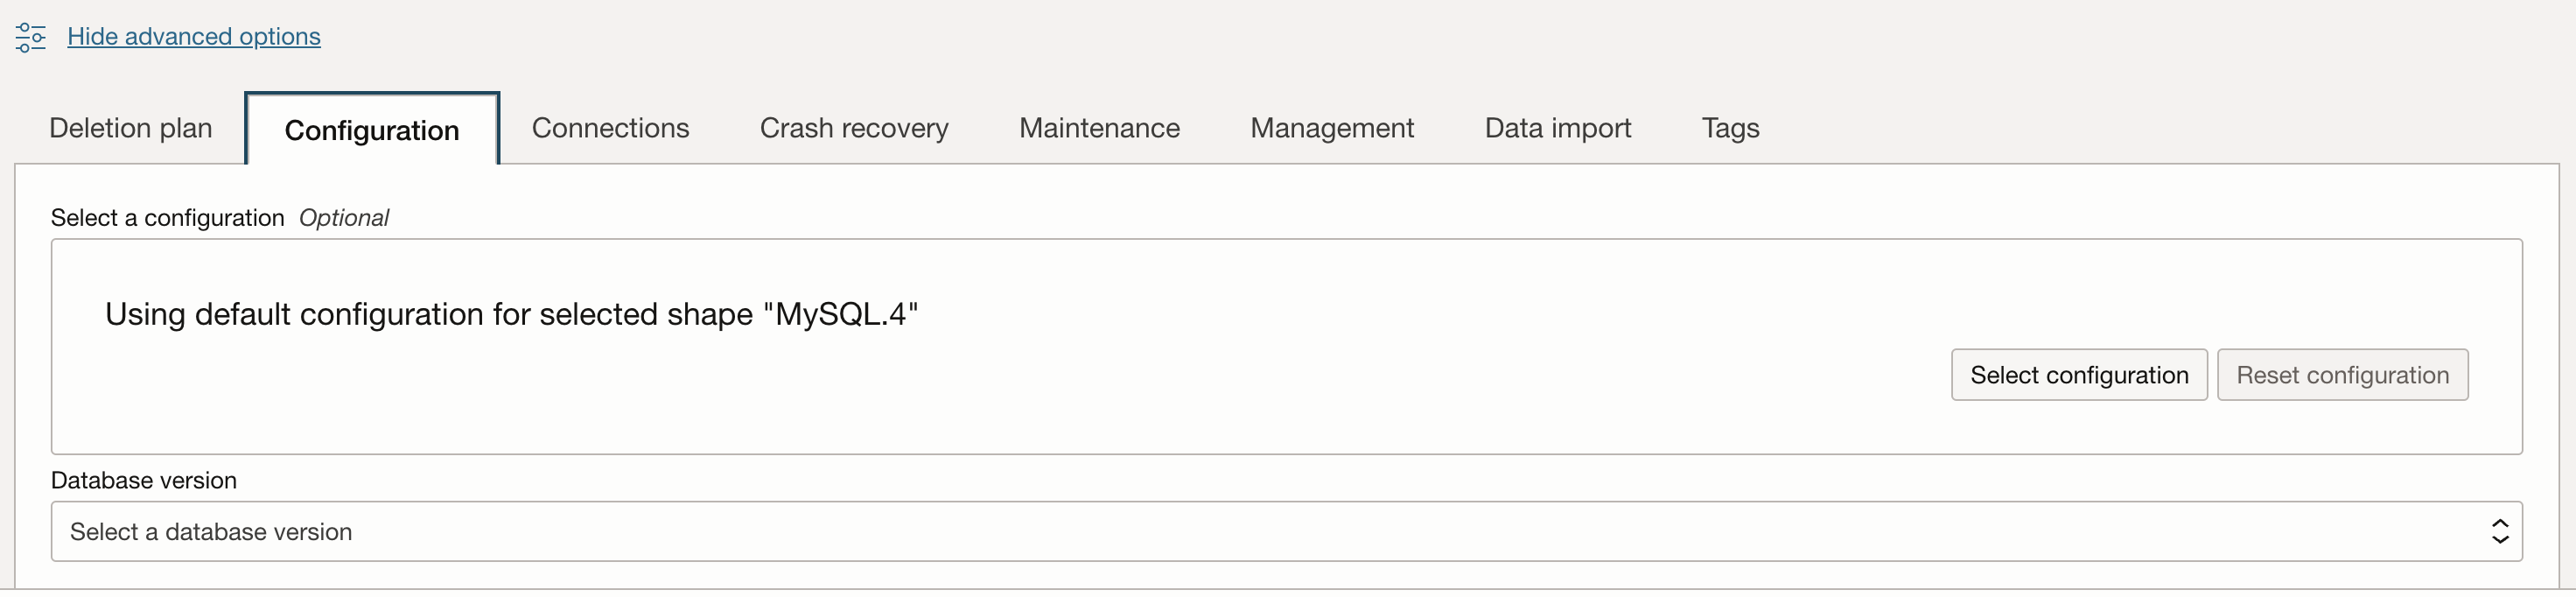 Hide advanced options
Deletion plan Configuration Connections Crash recovery Maintenance Management Data import Tags
Select a configuration Optional
Using default configuration for selected shape "MySQL.4"
Select configuration Reset configuration
Database version
Select a database version